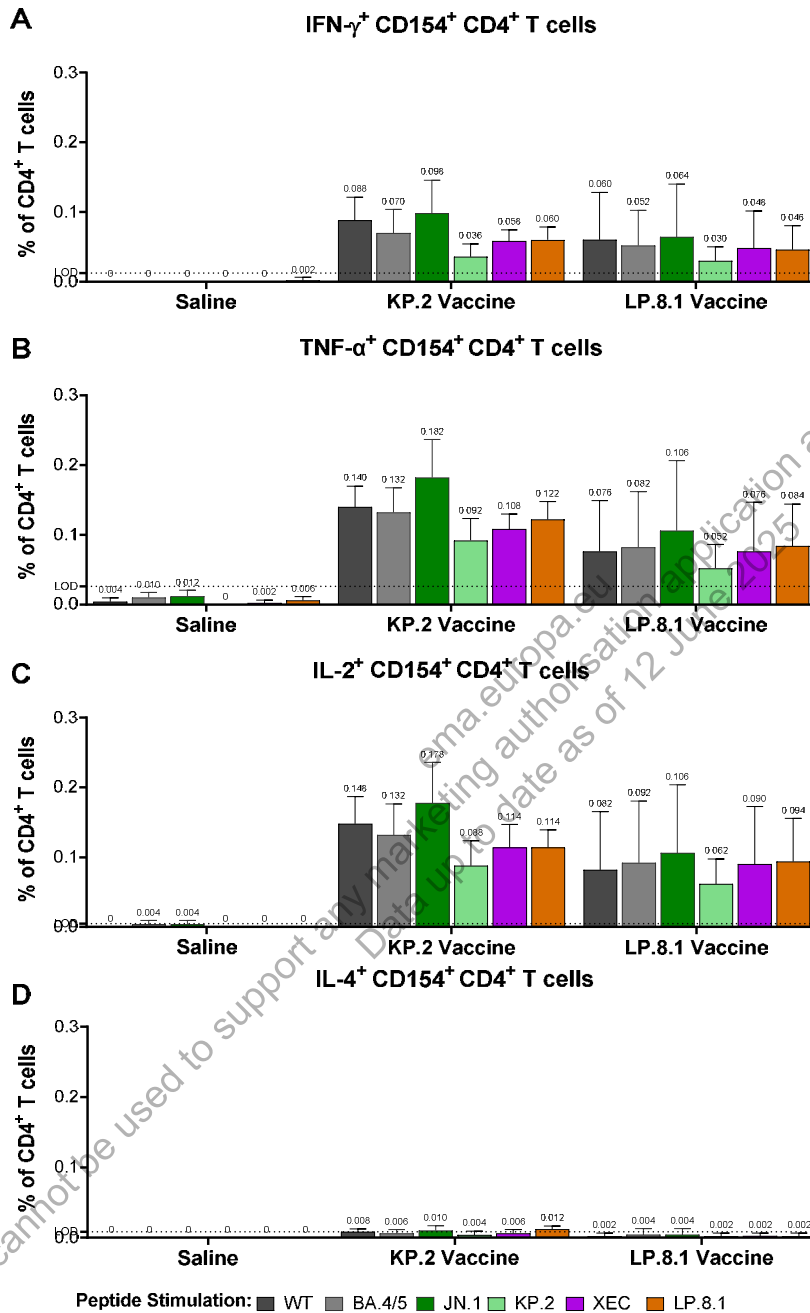 A
IFN-γ+ CD154+ CD4+ T cells
% of CD4+ T cells
0.3
0.2
0.1
LOD
0.0
0 0 0 0 0 0.002
0.088 0.070 0.098 0.036 0.058 0.060
0.060 0.052 0.064 0.030 0.048 0.046
Saline KP.2 Vaccine LP.8.1 Vaccine
B
TNF-α+ CD154+ CD4+ T cells
% of CD4+ T cells
0.3
0.2
0.1
LOD
0.0
0.004 0.010 0.012 0 0.002 0.006
0.140 0.132 0.182 0.092 0.108 0.122
0.076 0.082 0.106 0.052 0.076 0.084
Saline KP.2 Vaccine LP.8.1 Vaccine
C
IL-2+ CD154+ CD4+ T cells
% of CD4+ T cells
0.3
0.2
0.1
LOD
0.0
0 0.004 0.004 0 0 0
0.148 0.132 0.178 0.088 0.114 0.114
0.082 0.092 0.106 0.062 0.090 0.094
Saline KP.2 Vaccine LP.8.1 Vaccine
D
IL-4+ CD154+ CD4+ T cells
% of CD4+ T cells
0.3
0.2
0.1
LOD
0.0
0 0 0 0 0 0
0.008 0.006 0.010 0.004 0.006 0.012
0.002 0.004 0.004 0.002 0.002 0.002
Saline KP.2 Vaccine LP.8.1 Vaccine
Peptide Stimulation: WT BA.4/5 JN.1 KP.2 XEC LP.8.1
ema.europa.eu
cannot be used to support any marketing authorisation application a
Data up to date as of 12 June 2025